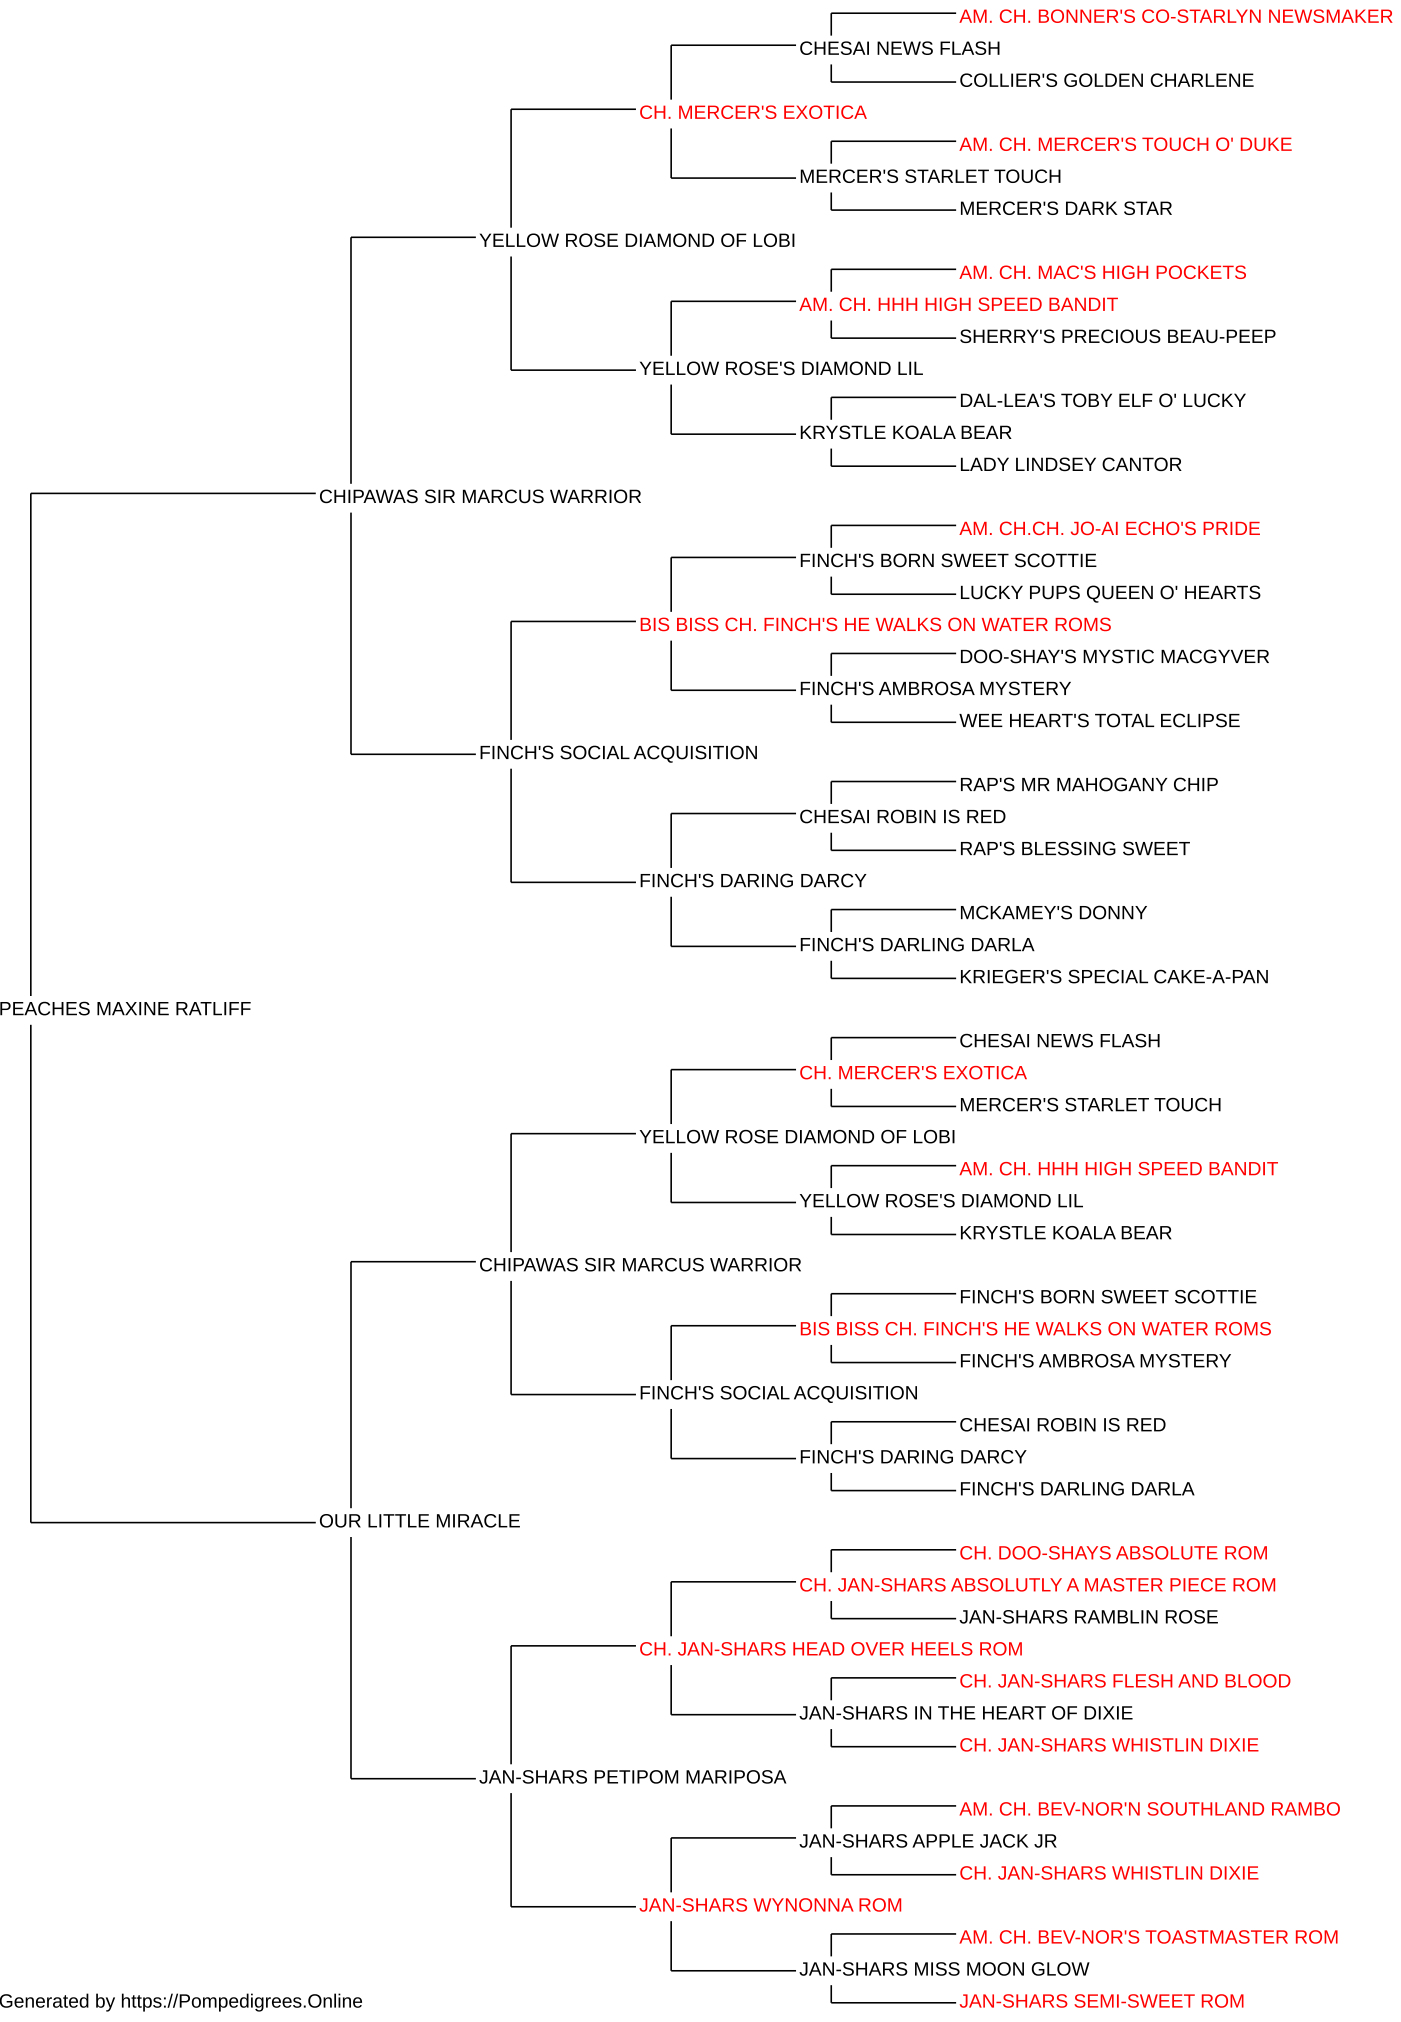 AM. CH. BONNER'S CO-STARLYN NEWSMAKER
CHESAI NEWS FLASH
COLLIER'S GOLDEN CHARLENE
CH. MERCER'S EXOTICA
AM. CH. MERCER'S TOUCH O' DUKE
MERCER'S STARLET TOUCH
MERCER'S DARK STAR
YELLOW ROSE DIAMOND OF LOBI
AM. CH. MAC'S HIGH POCKETS
AM. CH. HHH HIGH SPEED BANDIT
SHERRY'S PRECIOUS BEAU-PEEP
YELLOW ROSE'S DIAMOND LIL
DAL-LEA'S TOBY ELF O' LUCKY
KRYSTLE KOALA BEAR
LADY LINDSEY CANTOR
CHIPAWAS SIR MARCUS WARRIOR
AM. CH.CH. JO-AI ECHO'S PRIDE
FINCH'S BORN SWEET SCOTTIE
LUCKY PUPS QUEEN O' HEARTS
BIS BISS CH. FINCH'S HE WALKS ON WATER ROMS
DOO-SHAY'S MYSTIC MACGYVER
FINCH'S AMBROSA MYSTERY
WEE HEART'S TOTAL ECLIPSE
FINCH'S SOCIAL ACQUISITION
RAP'S MR MAHOGANY CHIP
CHESAI ROBIN IS RED
RAP'S BLESSING SWEET
FINCH'S DARING DARCY
MCKAMEY'S DONNY
FINCH'S DARLING DARLA
KRIEGER'S SPECIAL CAKE-A-PAN
PEACHES MAXINE RATLIFF
CHESAI NEWS FLASH
CH. MERCER'S EXOTICA
MERCER'S STARLET TOUCH
YELLOW ROSE DIAMOND OF LOBI
AM. CH. HHH HIGH SPEED BANDIT
YELLOW ROSE'S DIAMOND LIL
KRYSTLE KOALA BEAR
CHIPAWAS SIR MARCUS WARRIOR
FINCH'S BORN SWEET SCOTTIE
BIS BISS CH. FINCH'S HE WALKS ON WATER ROMS
FINCH'S AMBROSA MYSTERY
FINCH'S SOCIAL ACQUISITION
CHESAI ROBIN IS RED
FINCH'S DARING DARCY
FINCH'S DARLING DARLA
OUR LITTLE MIRACLE
CH. DOO-SHAYS ABSOLUTE ROM
CH. JAN-SHARS ABSOLUTLY A MASTER PIECE ROM
JAN-SHARS RAMBLIN ROSE
CH. JAN-SHARS HEAD OVER HEELS ROM
CH. JAN-SHARS FLESH AND BLOOD
JAN-SHARS IN THE HEART OF DIXIE
CH. JAN-SHARS WHISTLIN DIXIE
JAN-SHARS PETIPOM MARIPOSA
AM. CH. BEV-NOR'N SOUTHLAND RAMBO
JAN-SHARS APPLE JACK JR
CH. JAN-SHARS WHISTLIN DIXIE
JAN-SHARS WYNONNA ROM
AM. CH. BEV-NOR'S TOASTMASTER ROM
JAN-SHARS MISS MOON GLOW
JAN-SHARS SEMI-SWEET ROM
Generated by https://Pompedigrees.Online